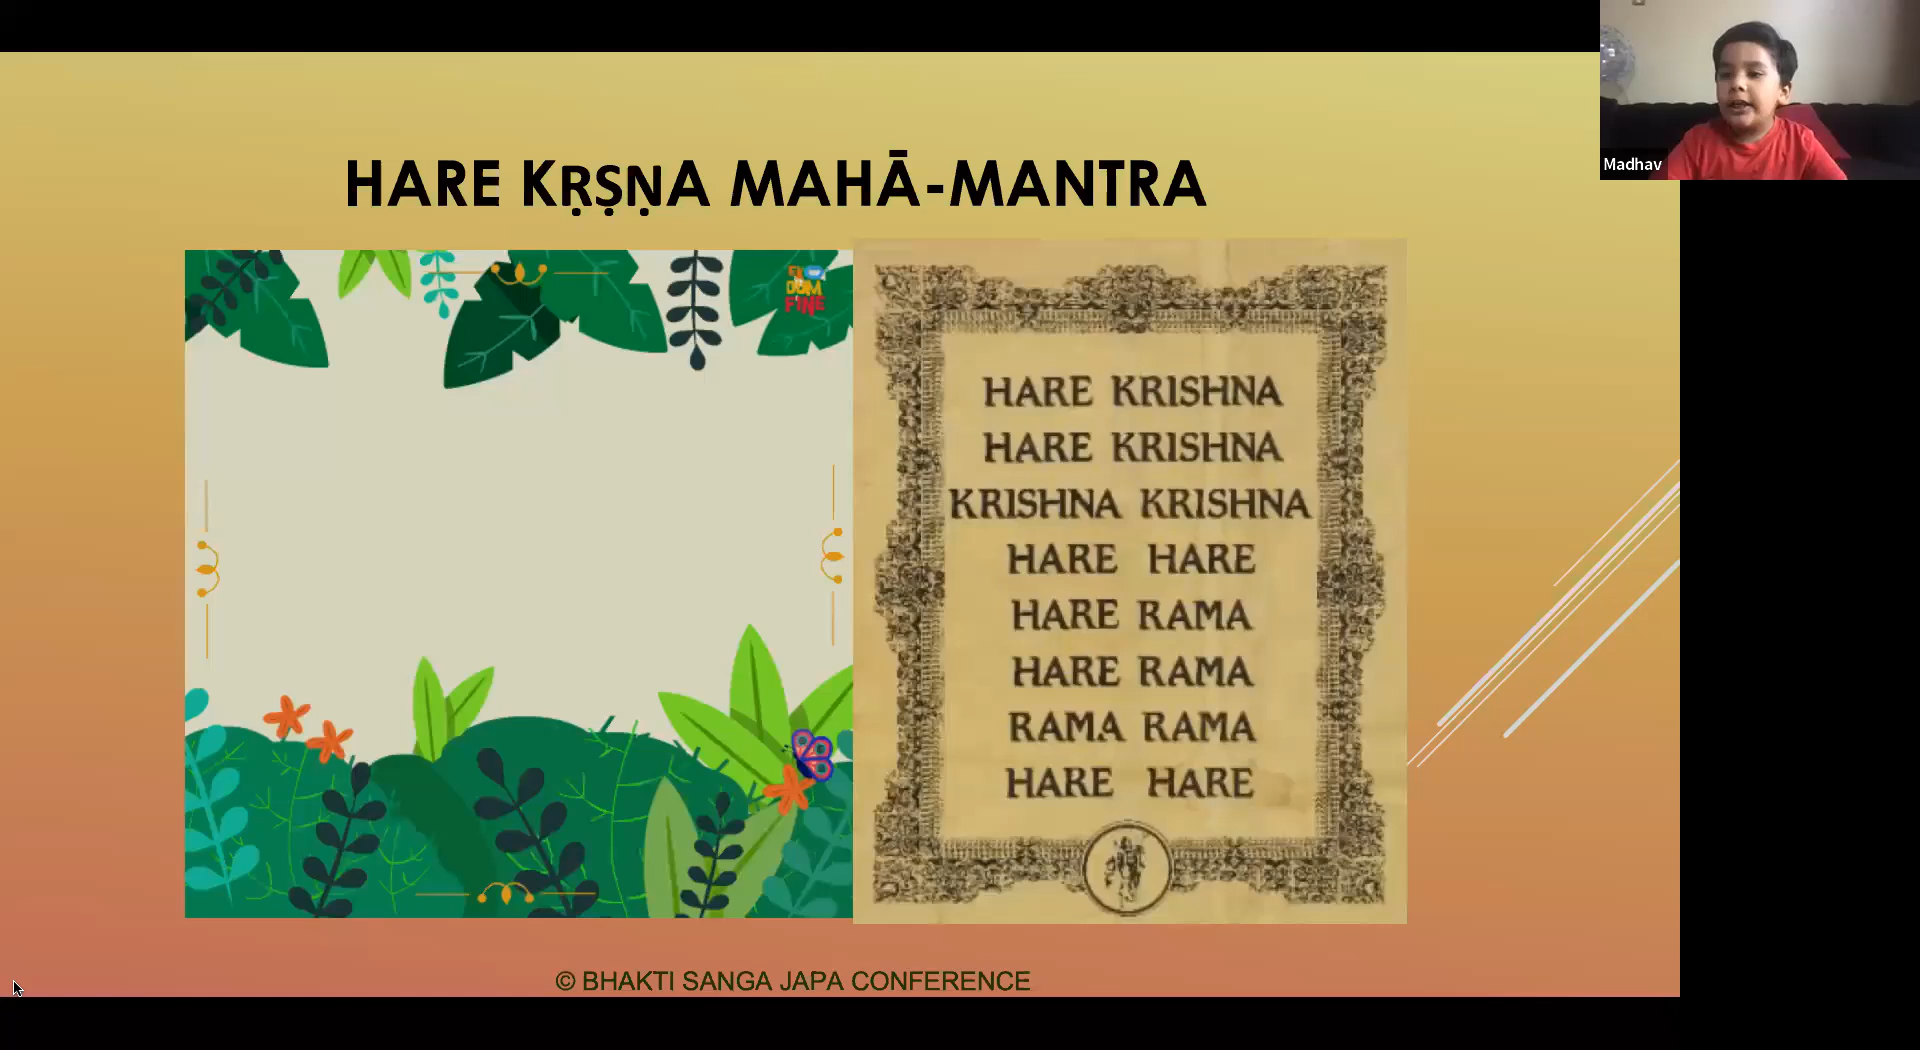 Madhav
HARE KṚṢṆA MAHĀ-MANTRA
FINE
HARE KRISHNA
HARE KRISHNA
KRISHNA KRISHNA
HARE HARE
HARE RAMA
HARE RAMA
RAMA RAMA
HARE HARE
© BHAKTI SANGA JAPA CONFERENCE